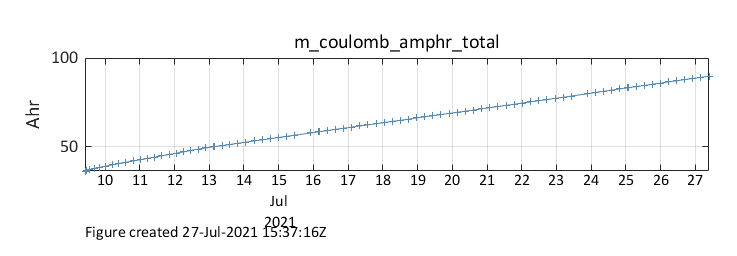 m_coulomb_amphr_total
100
50
Ahr
10 11 12 13 14 15 16 17 18 19 20 21 22 23 24 25 26 27
Jul
2021
Figure created 27-Jul-2021 15:37:16Z